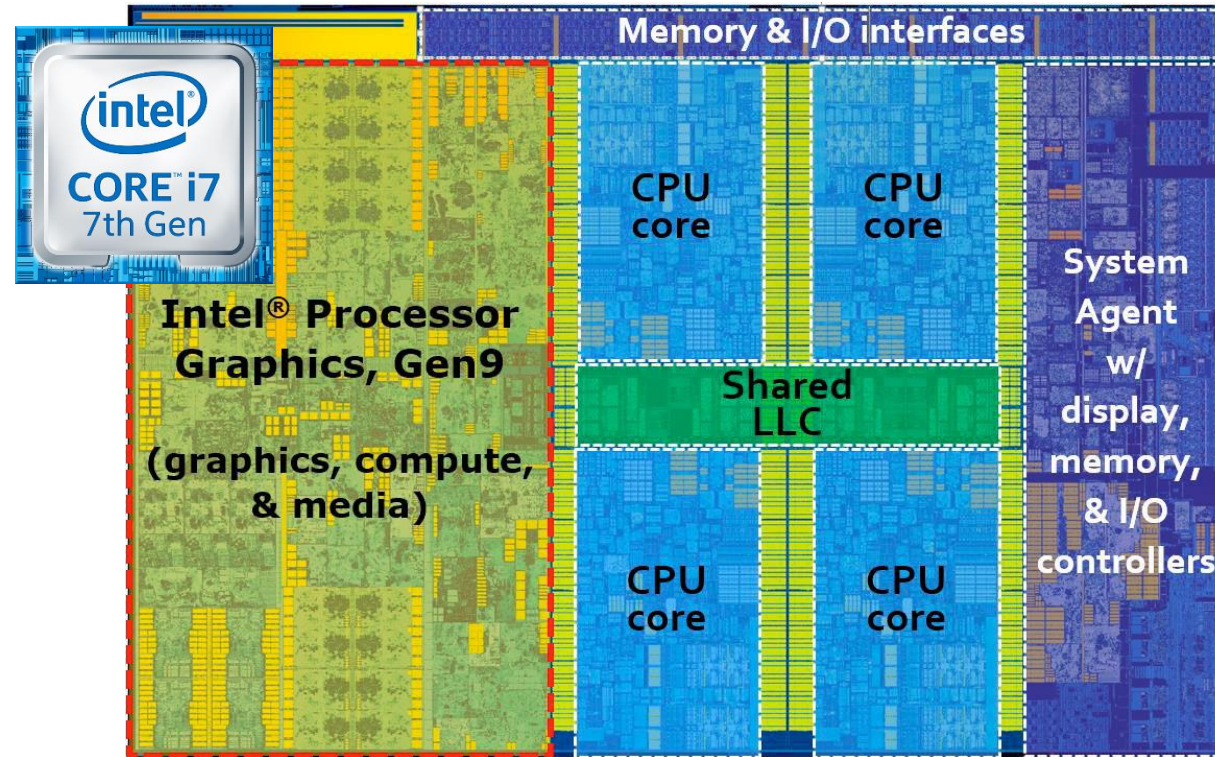 Memory & I/O interfaces
intel®
CORE™ i7
7th Gen
CPU
core
CPU
core
Intel® Processor
Graphics, Gen9
(graphics, compute,
& media)
Shared
LLC
CPU
core
CPU
core
System
Agent
w/
display,
memory,
& I/O
controllers